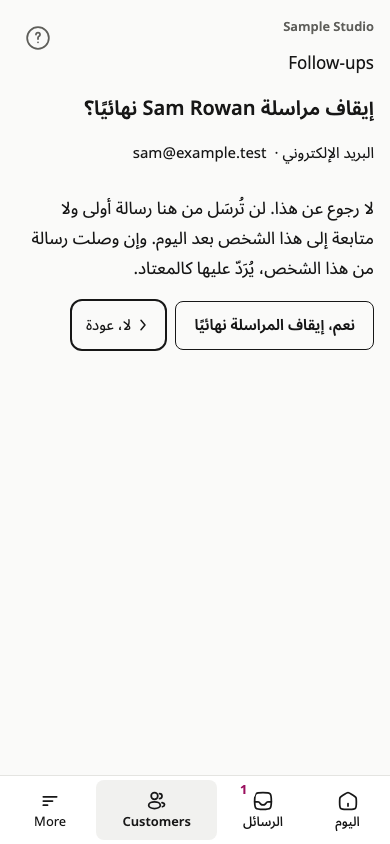 Sample Studio
Follow-ups
إيقاف مراسلة Sam Rowan نهائيًا؟
البريد الإلكتروني · sam@example.test
لا رجوع عن هذا. لن تُرسَل من هنا رسالة أولى ولا
متابعة إلى هذا الشخص بعد اليوم. وإن وصلت رسالة
من هذا الشخص، يُرَدّ عليها كالمعتاد.
نعم، إيقاف المراسلة نهائيًا
لا، عودة
اليوم
الرسائل 1
Customers
More